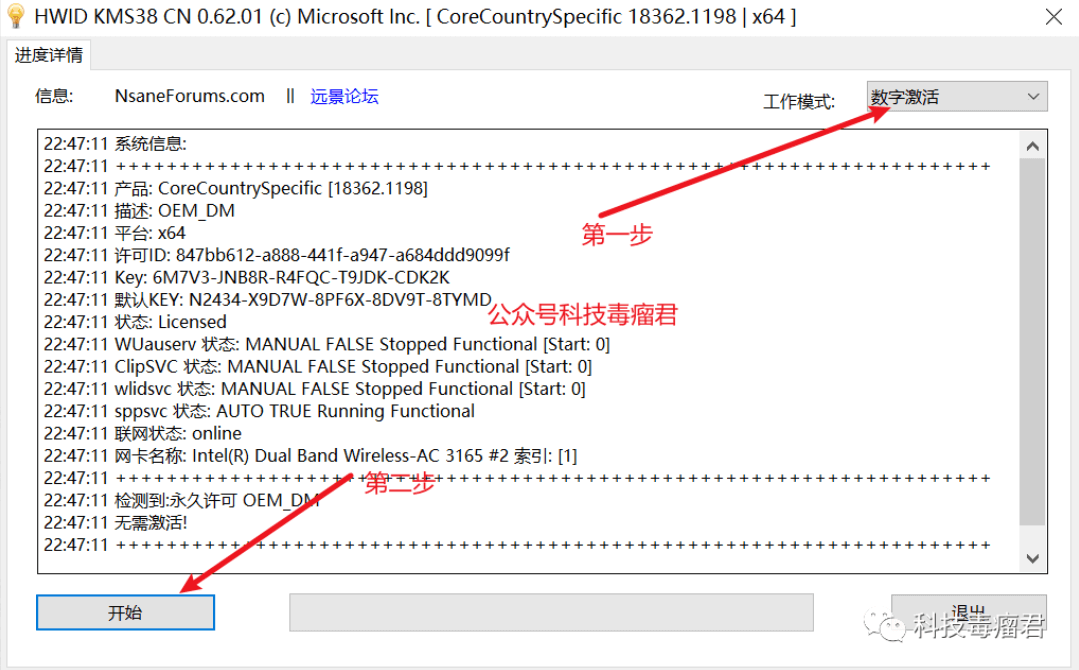 HWID KMS38 CN 0.62.01 (c) Microsoft Inc. [ CoreCountrySpecific 18362.1198 | x64 ]
进度详情
信息: NsaneForums.com || 远景论坛 工作模式: 数字激活
22:47:11 系统信息:
22:47:11 +++++++++++++++++++++++++++++++++++++++++++++++++++++++++++++
22:47:11 产品: CoreCountrySpecific [18362.1198]
22:47:11 描述: OEM_DM
22:47:11 平台: x64
第一步
22:47:11 许可ID: 847bb612-a888-441f-a947-a684ddd9099f
22:47:11 Key: 6M7V3-JNB8R-R4FQC-T9JDK-CDK2K
22:47:11 默认KEY: N2434-X9D7W-8PF6X-8DV9T-8TYMD
公众号科技毒瘤君
22:47:11 状态: Licensed
22:47:11 WUauserv 状态: MANUAL FALSE Stopped Functional [Start: 0]
22:47:11 ClipSVC 状态: MANUAL FALSE Stopped Functional [Start: 0]
22:47:11 wlidsvc 状态: MANUAL FALSE Stopped Functional [Start: 0]
22:47:11 sppsvc 状态: AUTO TRUE Running Functional
22:47:11 联网状态: online
22:47:11 网卡名称: Intel(R) Dual Band Wireless-AC 3165 #2 索引: [1]
22:47:11 +++++++++++++++++++++++++++++++++++++++++++++++++++++++++++++
第二步
22:47:11 检测到:永久许可 OEM_DM
22:47:11 无需激活!
22:47:11 +++++++++++++++++++++++++++++++++++++++++++++++++++++++++++++
开始 退出
科技毒瘤君